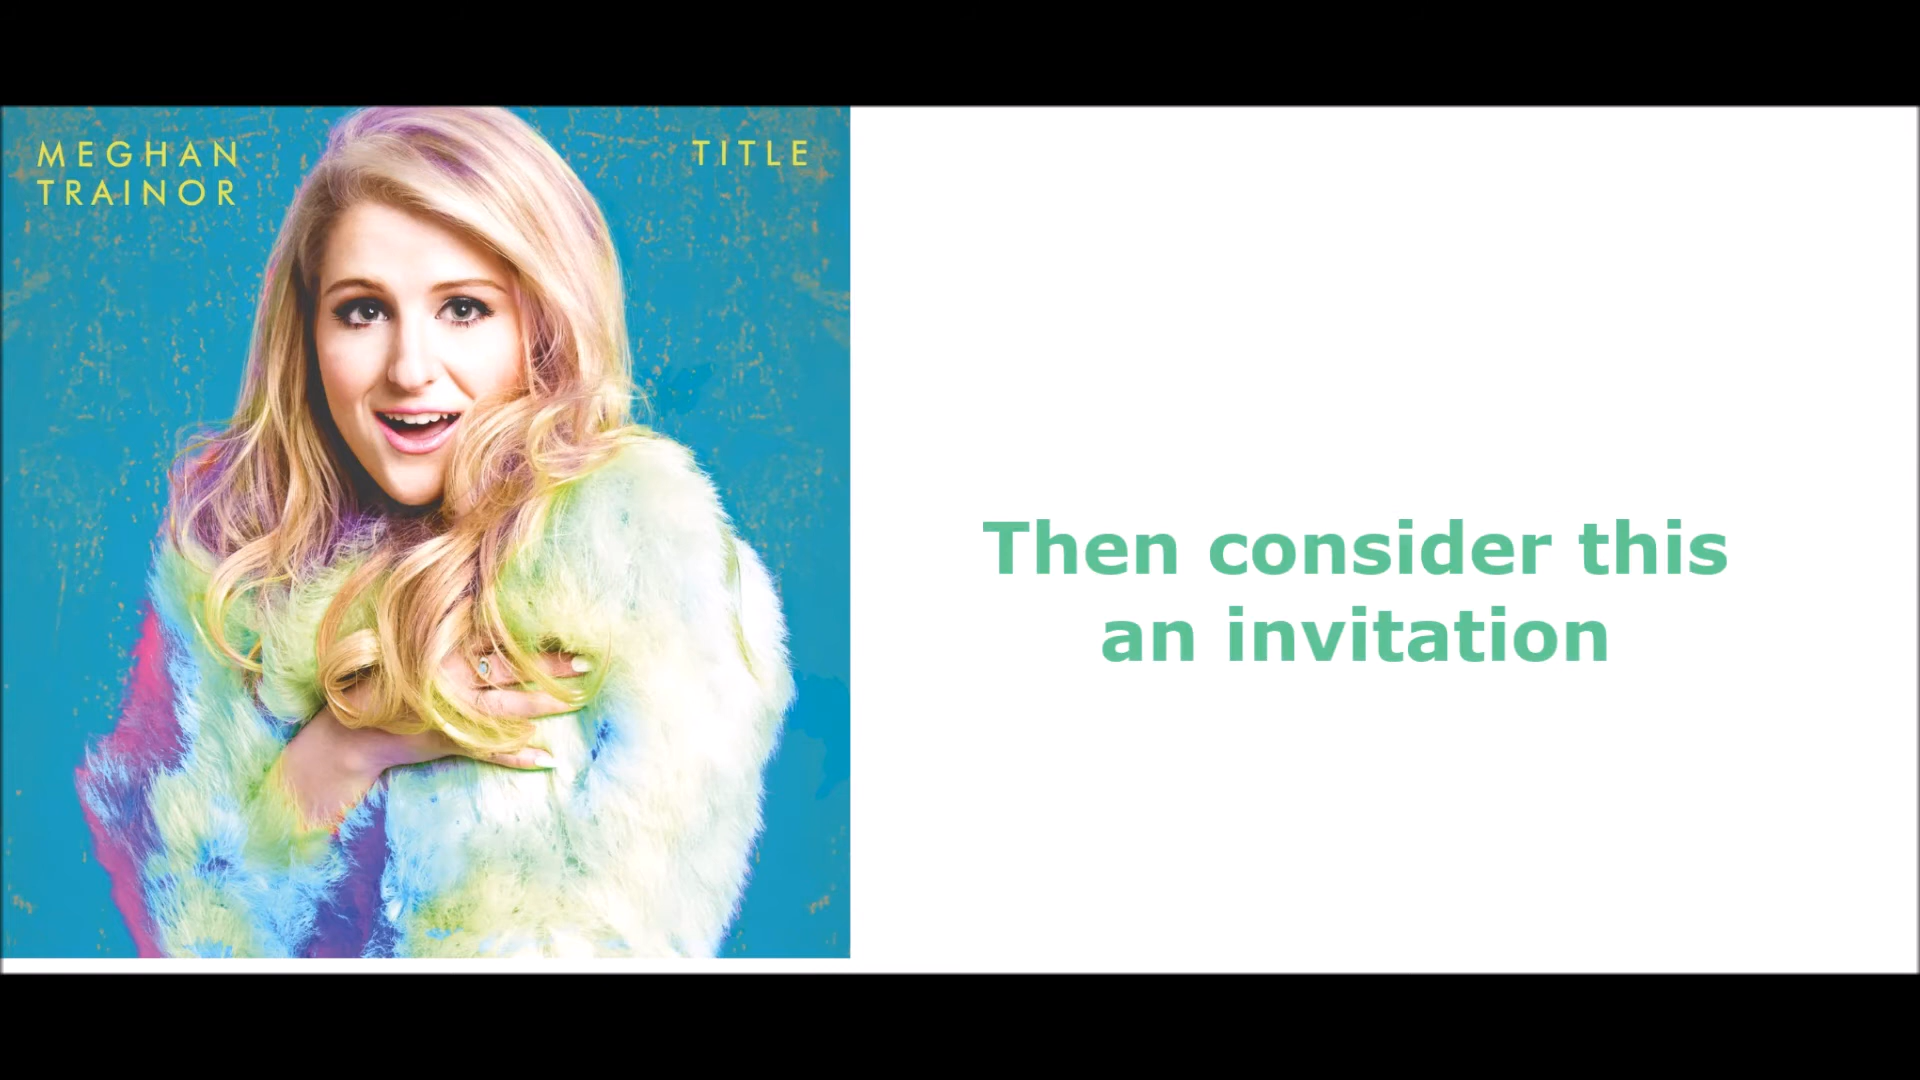 MEGHAN
TRAINOR
TITLE
Then consider this
an invitation